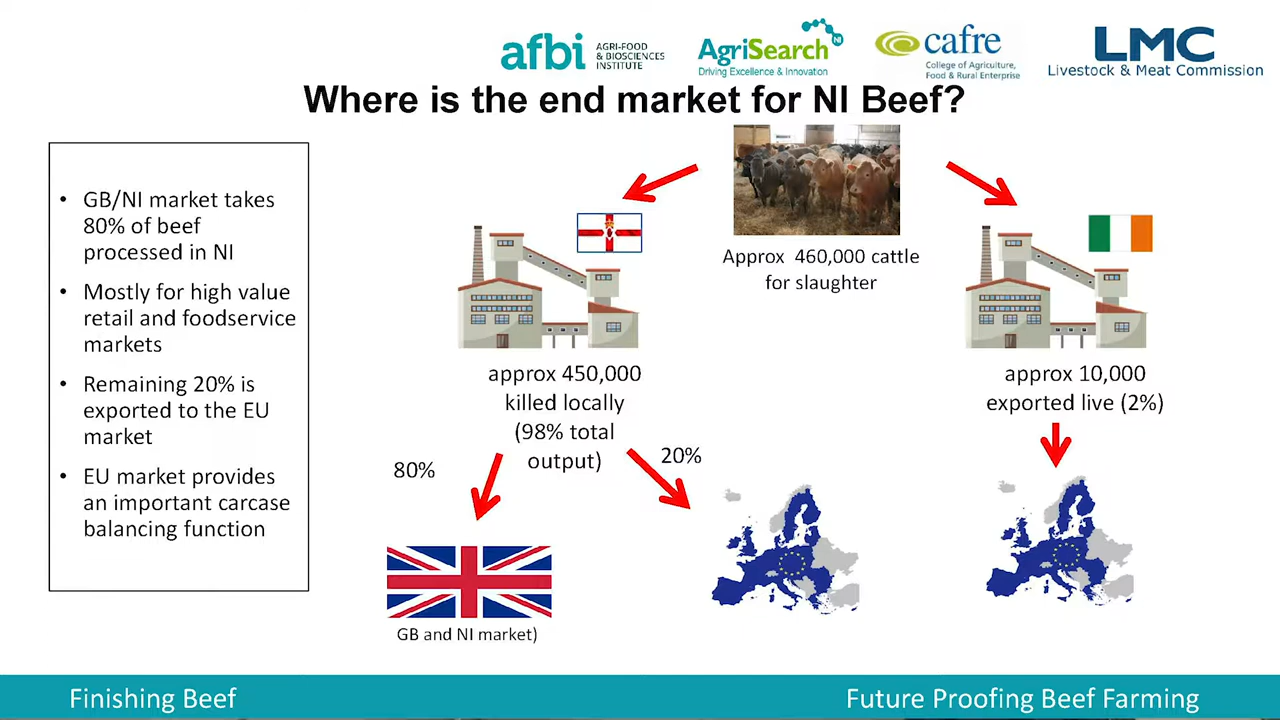 afbi AGRI-FOOD
& BIOSCIENCES
INSTITUTE
AgriSearch NI
Driving Excellence & Innovation
cafre
College of Agriculture,
Food & Rural Enterprise
LMC
Livestock & Meat Commission
Where is the end market for NI Beef?
• GB/NI market takes
80% of beef
processed in NI
• Mostly for high value
retail and foodservice
markets
• Remaining 20% is
exported to the EU
market
• EU market provides
an important carcase
balancing function
Approx 460,000 cattle
for slaughter
approx 450,000
killed locally
(98% total
output)
approx 10,000
exported live (2%)
80%
20%
GB and NI market)
Finishing Beef
Future Proofing Beef Farming